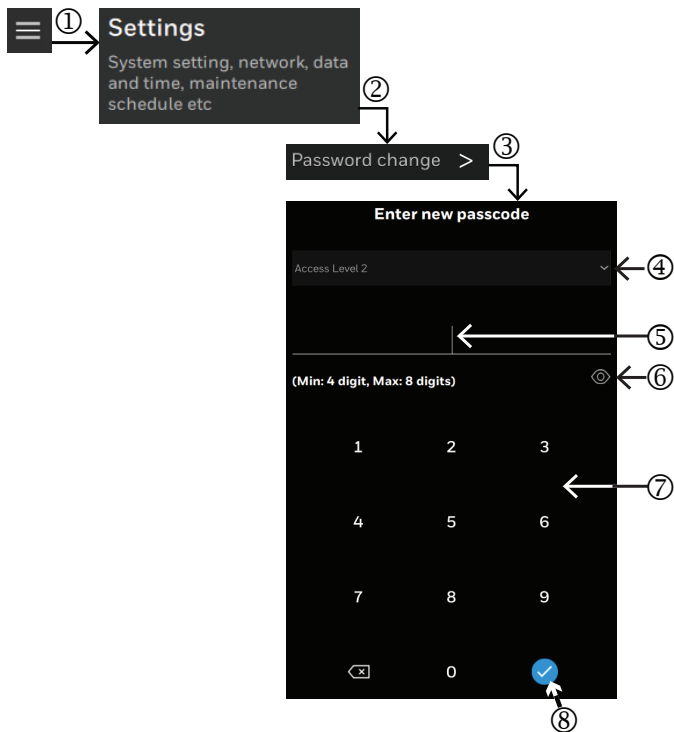 ①
Settings
System setting, network, data
and time, maintenance
schedule etc
②
Password change >
③
Enter new passcode
Access Level 2
④
⑤
(Min: 4 digit, Max: 8 digits)
⑥
1 2 3
⑦
4 5 6
7 8 9
0
⑧